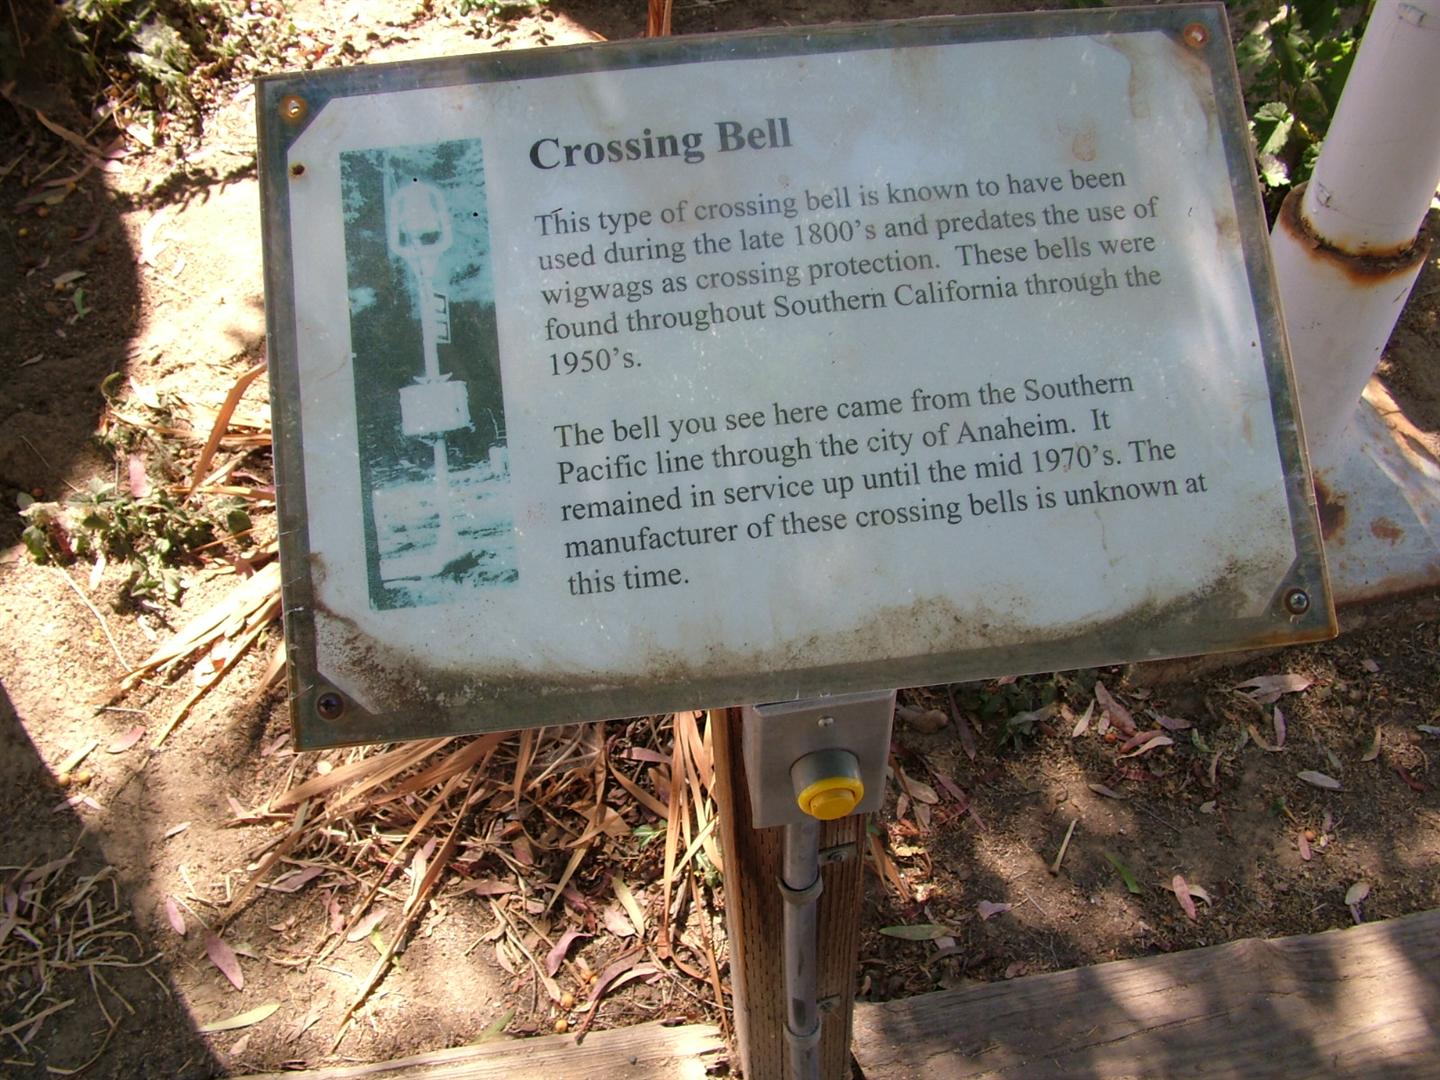 Crossing Bell
This type of crossing bell is known to have been
used during the late 1800's and predates the use of
wigwags as crossing protection.  These bells were
found throughout Southern California through the
1950's.
The bell you see here came from the Southern
Pacific line through the city of Anaheim.  It
remained in service up until the mid 1970's. The
manufacturer of these crossing bells is unknown at
this time.